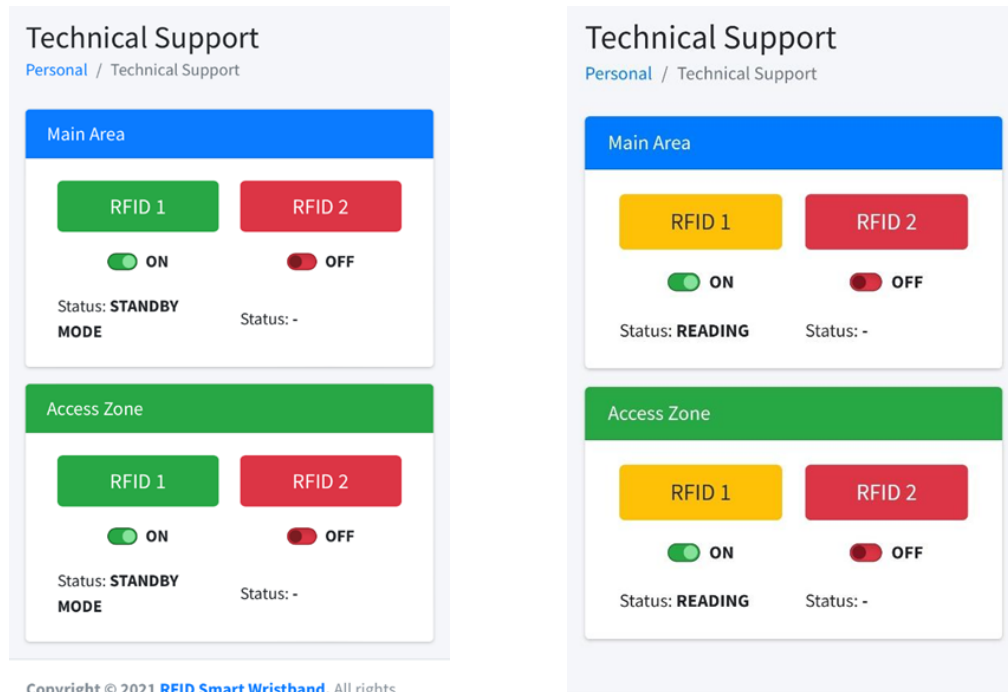 Technical Support
Personal / Technical Support
Main Area
RFID 1 RFID 2
ON OFF
Status: STANDBY
MODE
Status: -
Access Zone
RFID 1 RFID 2
ON OFF
Status: STANDBY
MODE
Status: -
Copyright © 2021 RFID Smart Wristband. All rights
Technical Support
Personal / Technical Support
Main Area
RFID 1 RFID 2
ON OFF
Status: READING Status: -
Access Zone
RFID 1 RFID 2
ON OFF
Status: READING Status: -